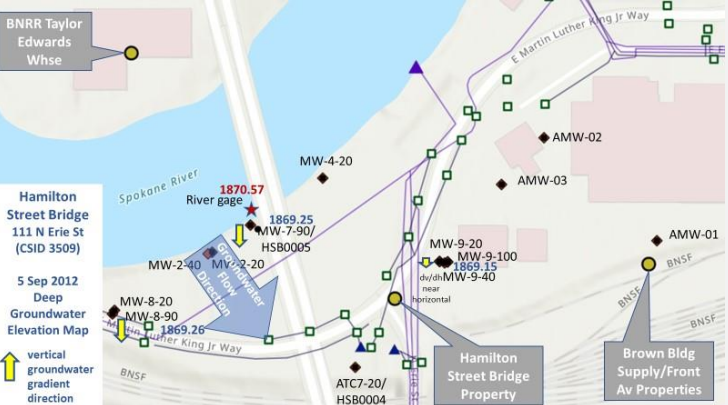 BNRR Taylor
Edwards
Whse
E Martin Luther King Jr Way
AMW-02
MW-4-20
AMW-03
Spokane River
1870.57
River gage
1869.25
MW-7-90/
HSB0005
Hamilton
Street Bridge
111 N Erie St
(CSID 3509)
5 Sep 2012
Deep
Groundwater
Elevation Map
vertical
groundwater
gradient
direction
MW-2-40
MW-2-20
Groundwater
Flow
Direction
MW-9-20
MW-9-100
1869.15
MW-9-40
dv/dh
near
horizontal
AMW-01
MW-8-20
MW-8-90
1869.26
Martin Luther King Jr Way
BNSF
BNSF
BNSF
BNSF
ATC7-20/
HSB0004
Hamilton
Street Bridge
Property
Brown Bldg
Supply/Front
Av Properties